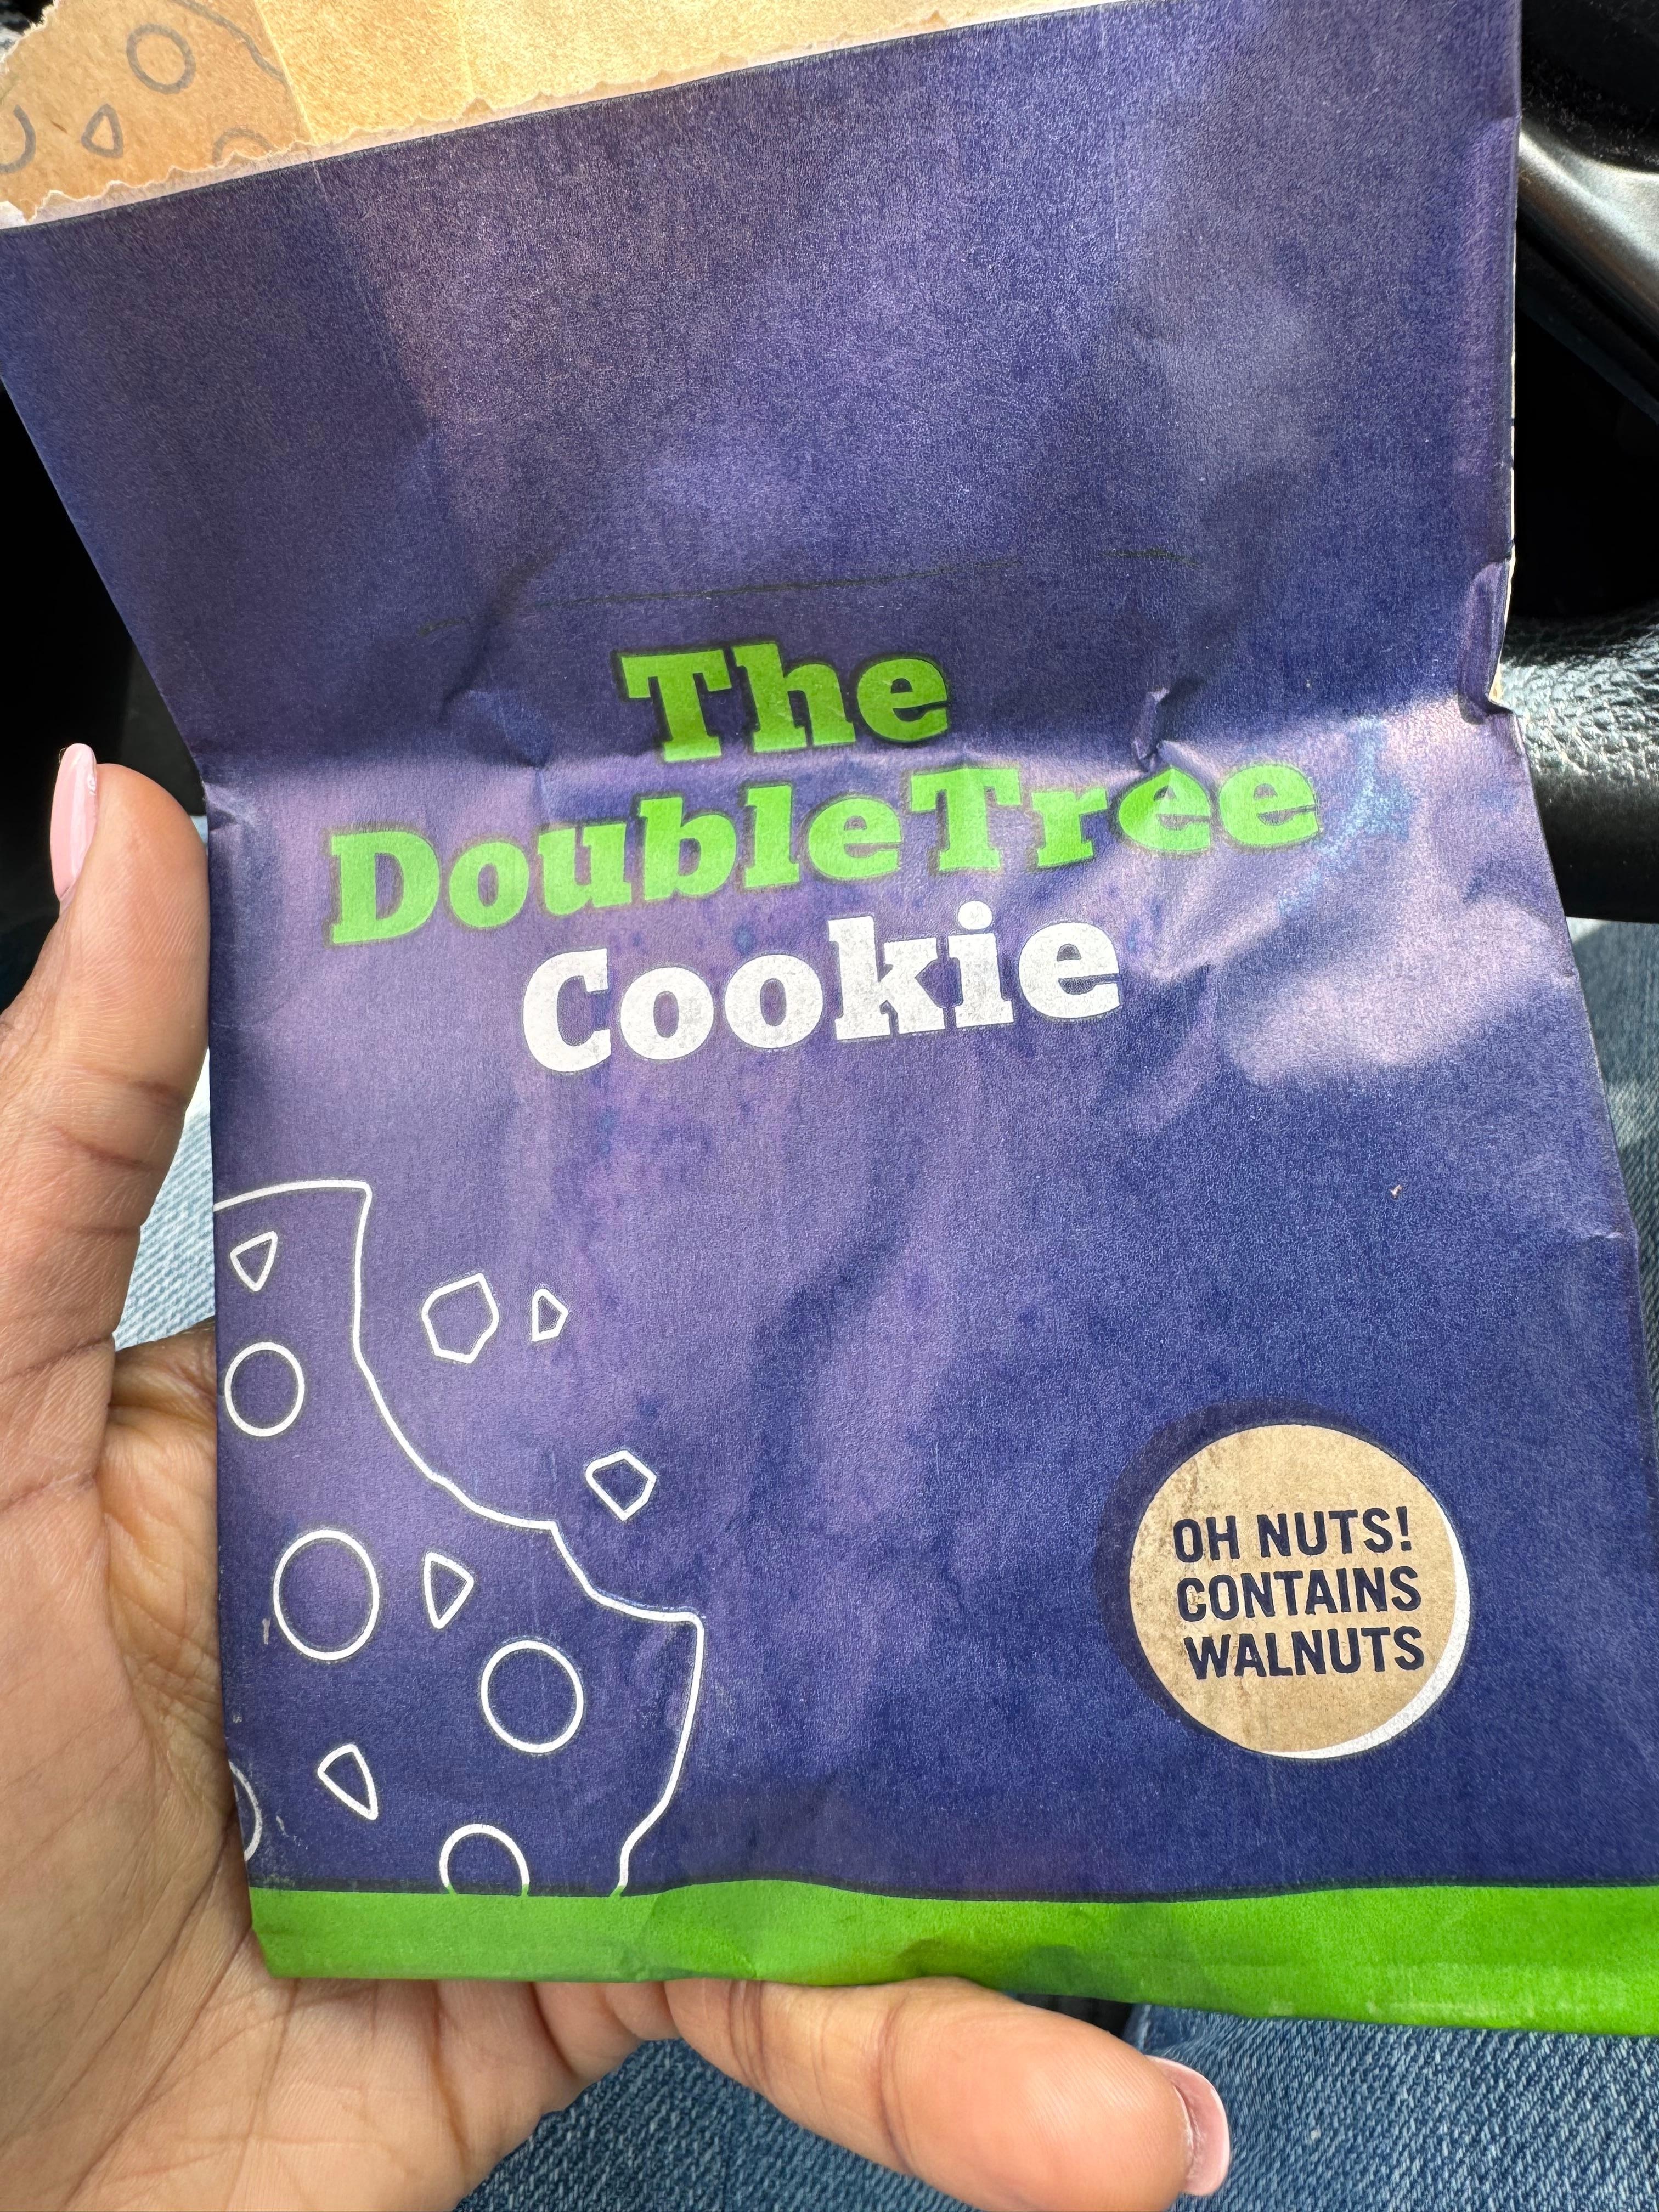 The
DoubleTree
Cookie
OH NUTS!
CONTAINS
WALNUTS